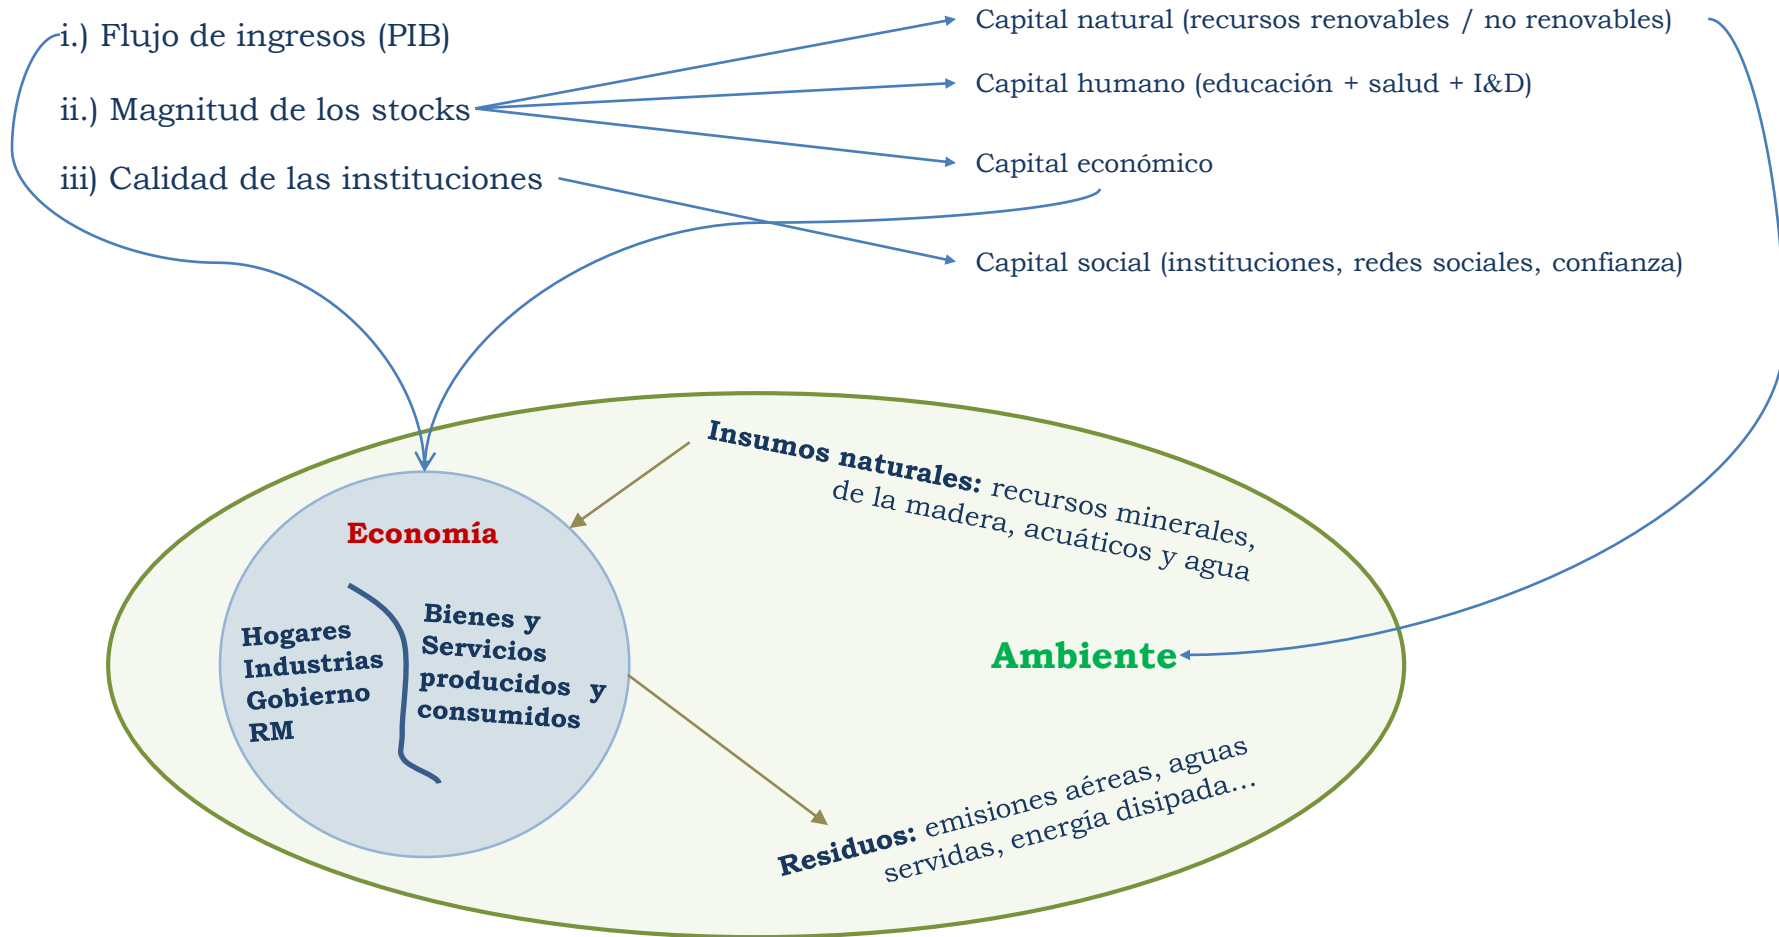 i.) Flujo de ingresos (PIB)
ii.) Magnitud de los stocks
iii) Calidad de las instituciones
Capital natural (recursos renovables / no renovables)
Capital humano (educación + salud + I&D)
Capital económico
Capital social (instituciones, redes sociales, confianza)
Insumos naturales: recursos minerales,
de la madera, acuáticos y agua
Economía
Hogares
Industrias
Gobierno
RM
Bienes y
Servicios
producidos y
consumidos
Ambiente
Residuos: emisiones aéreas, aguas
servidas, energía disipada...